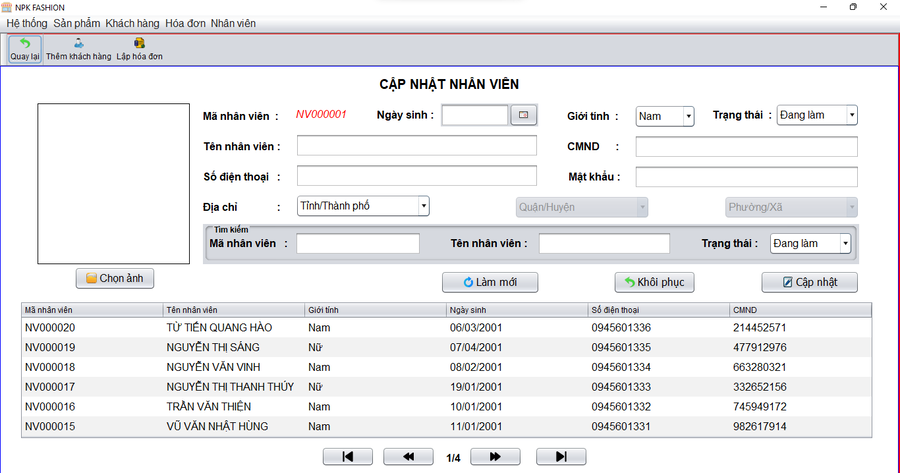 NPK FASHION
Hệ thống Sản phẩm Khách hàng Hóa đơn Nhân viên
Quay lại Thêm khách hàng Lập hóa đơn
CẬP NHẬT NHÂN VIÊN
Mã nhân viên : NV000001 Ngày sinh : Giới tính : Nam Trạng thái : Đang làm
Tên nhân viên : CMND :
Số điện thoại : Mật khẩu :
Địa chỉ : Tỉnh/Thành phố Quận/Huyện Phường/Xã
Tìm kiếm
Mã nhân viên : Tên nhân viên : Trạng thái : Đang làm
Chọn ảnh Làm mới Khôi phục Cập nhật
Mã nhân viên Tên nhân viên Giới tính Ngày sinh Số điện thoại CMND
NV000020 TỪ TIẾN QUANG HÀO Nam 06/03/2001 0945601336 214452571
NV000019 NGUYỄN THỊ SÁNG Nữ 07/04/2001 0945601335 477912976
NV000018 NGUYỄN VĂN VINH Nam 08/02/2001 0945601334 663280321
NV000017 NGUYỄN THỊ THANH THÚY Nữ 19/01/2001 0945601333 332652156
NV000016 TRẦN VĂN THIỆN Nam 10/01/2001 0945601332 745949172
NV000015 VŨ VĂN NHẬT HÙNG Nam 11/01/2001 0945601331 982617914
1/4